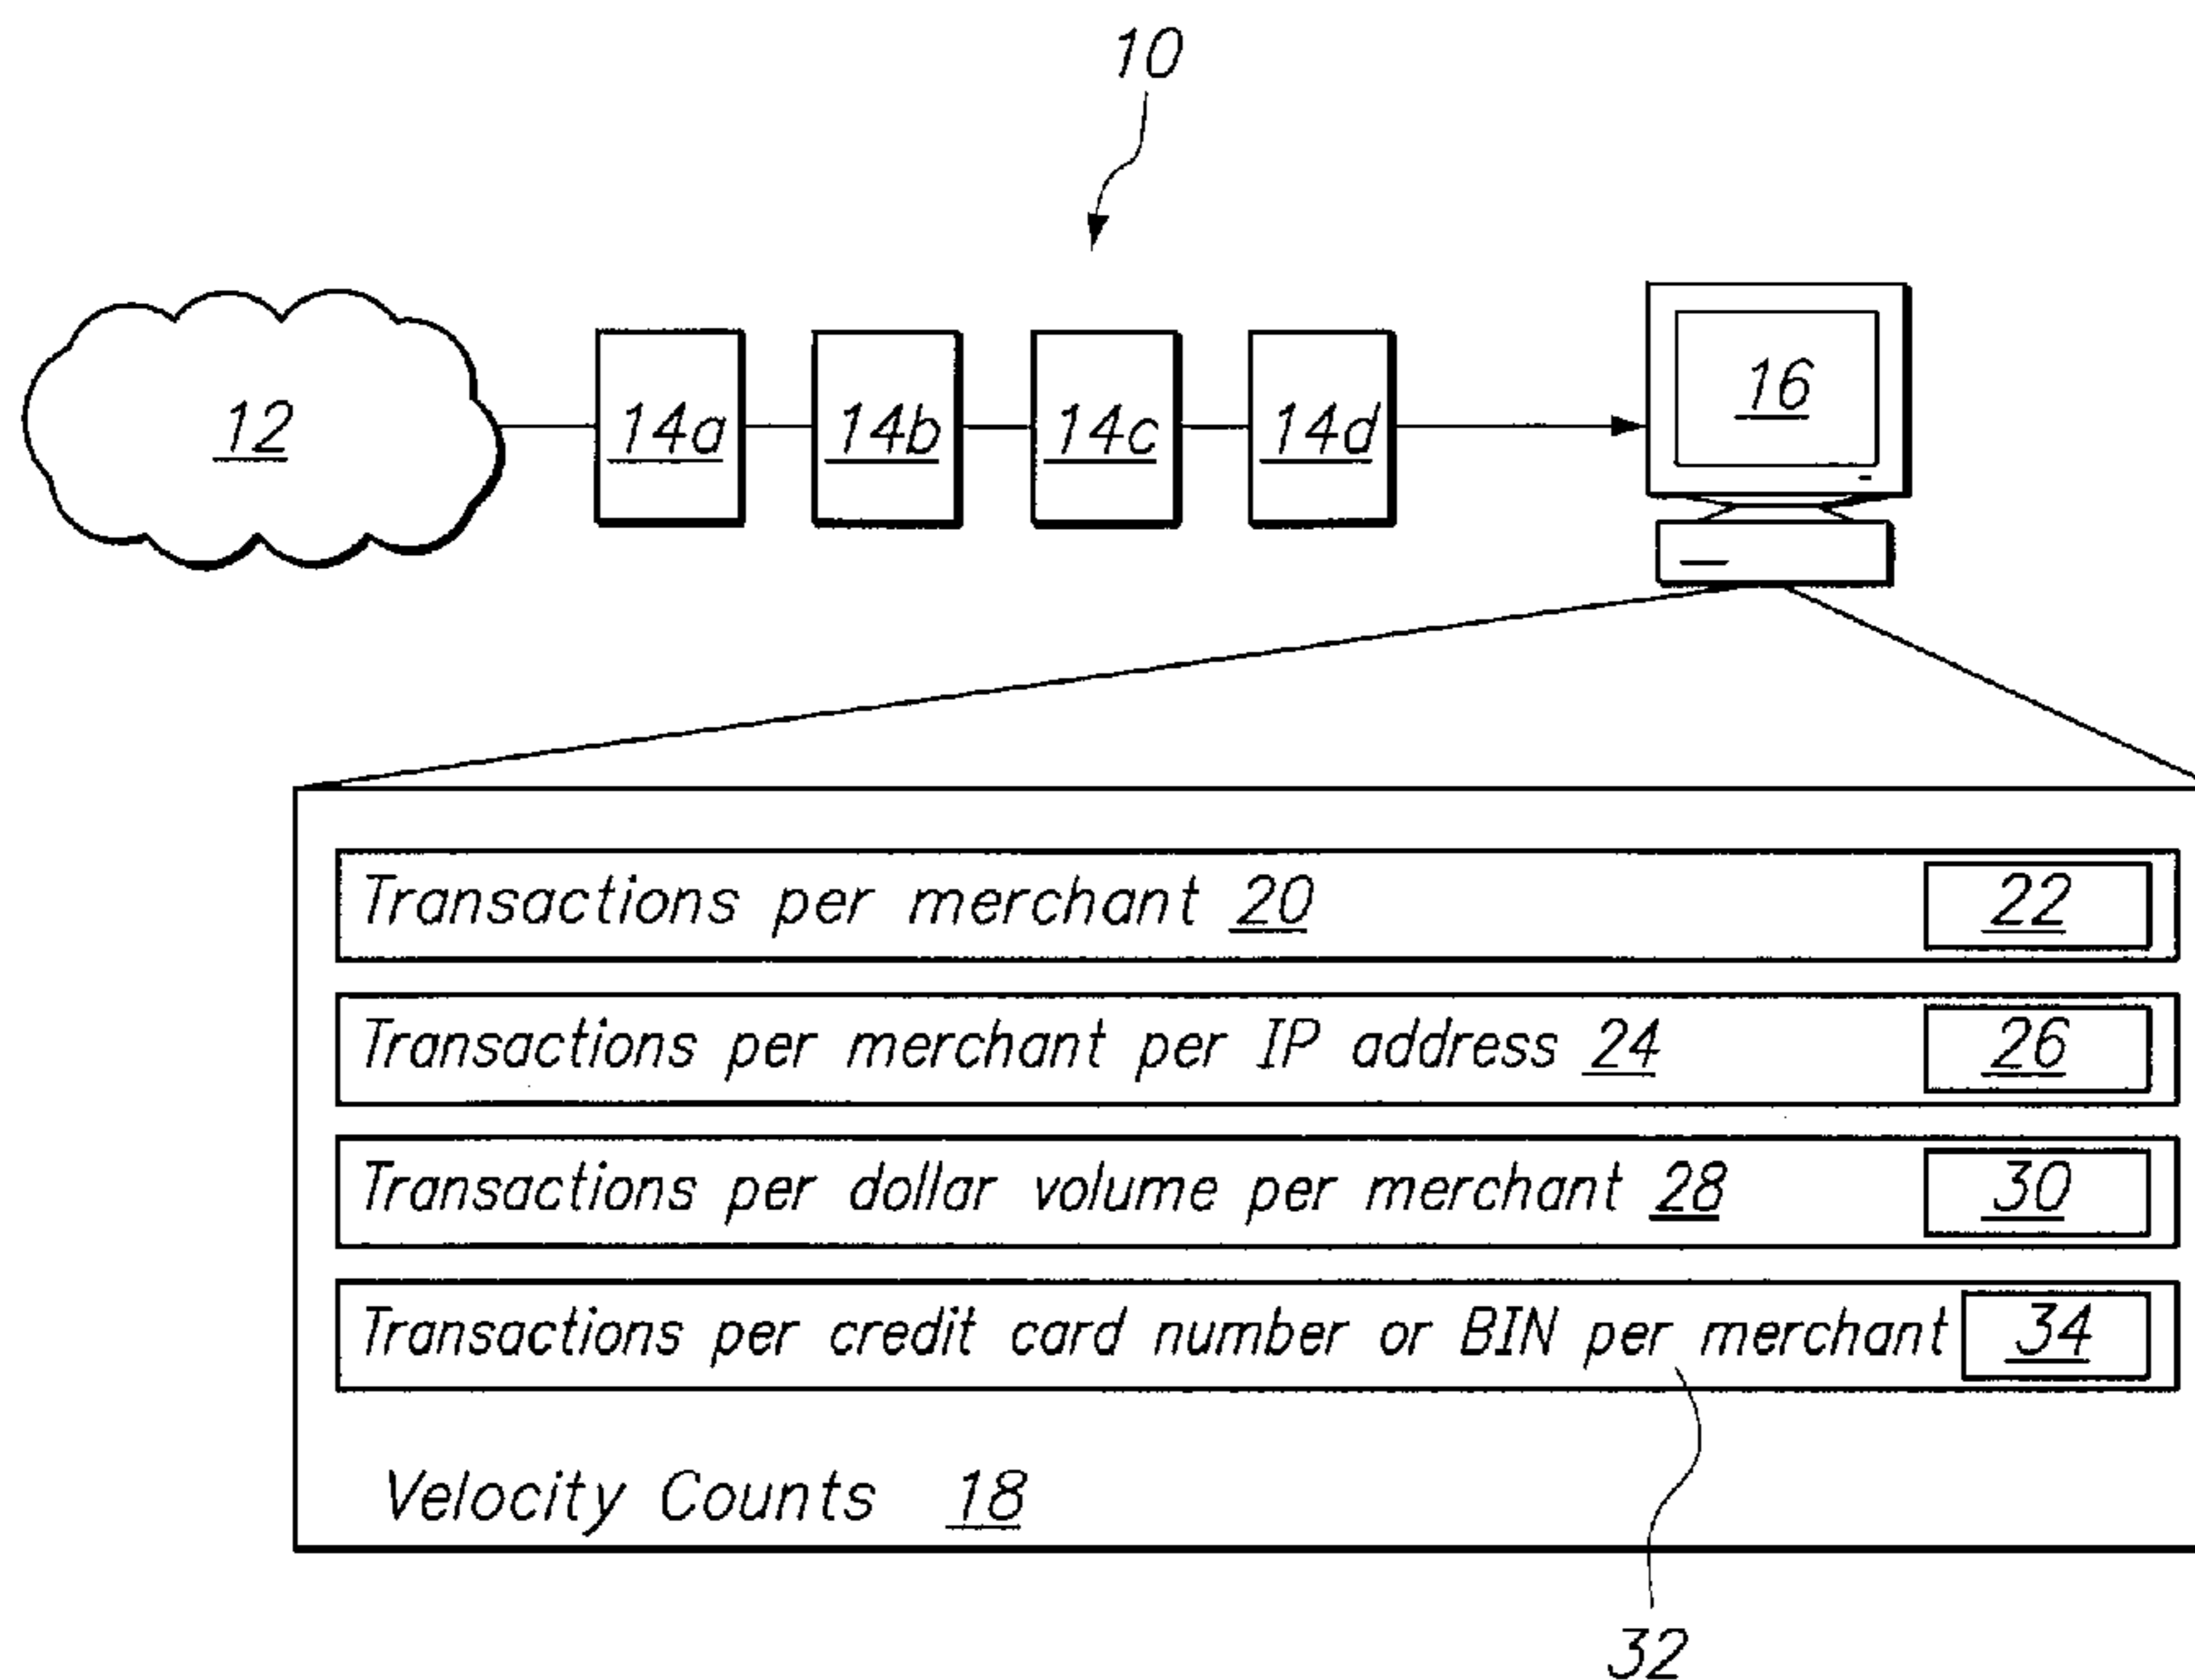 10
12
14a 14b 14c 14d
16
Transactions per merchant 20 22
Transactions per merchant per IP address 24 26
Transactions per dollar volume per merchant 28 30
Transactions per credit card number or BIN per merchant 34
Velocity Counts 18
32